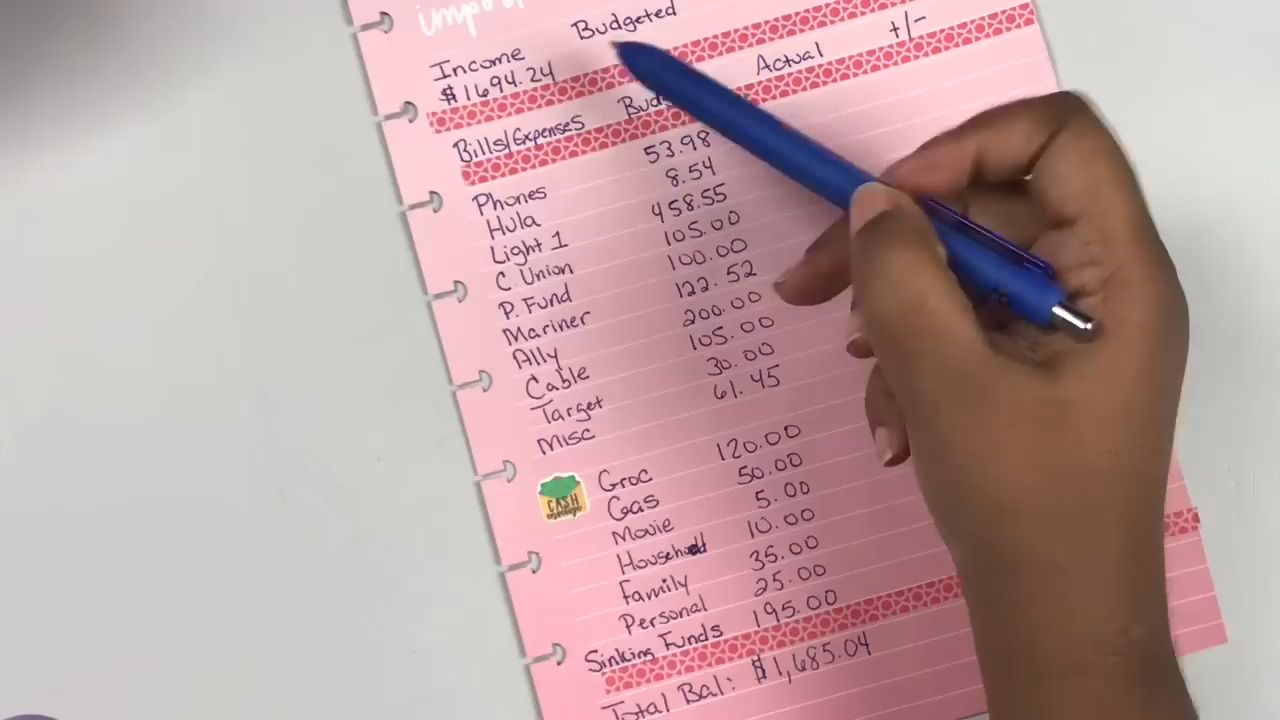 Budgeted
Income
$1694.24
Actual +/-
Bills/Expenses
Phones 53.98
Hula 8.54
Light 1 458.55
C Union 105.00
P. Fund 100.00
Mariner 122.52
Ally 200.00
Cable 105.00
Target 30.00
Misc 61.45
Groc 120.00
CASH
Gas 50.00
Movie 5.00
Household 10.00
Family 35.00
Personal 25.00
Sinking Funds 195.00
Total Bal: $1,685.04